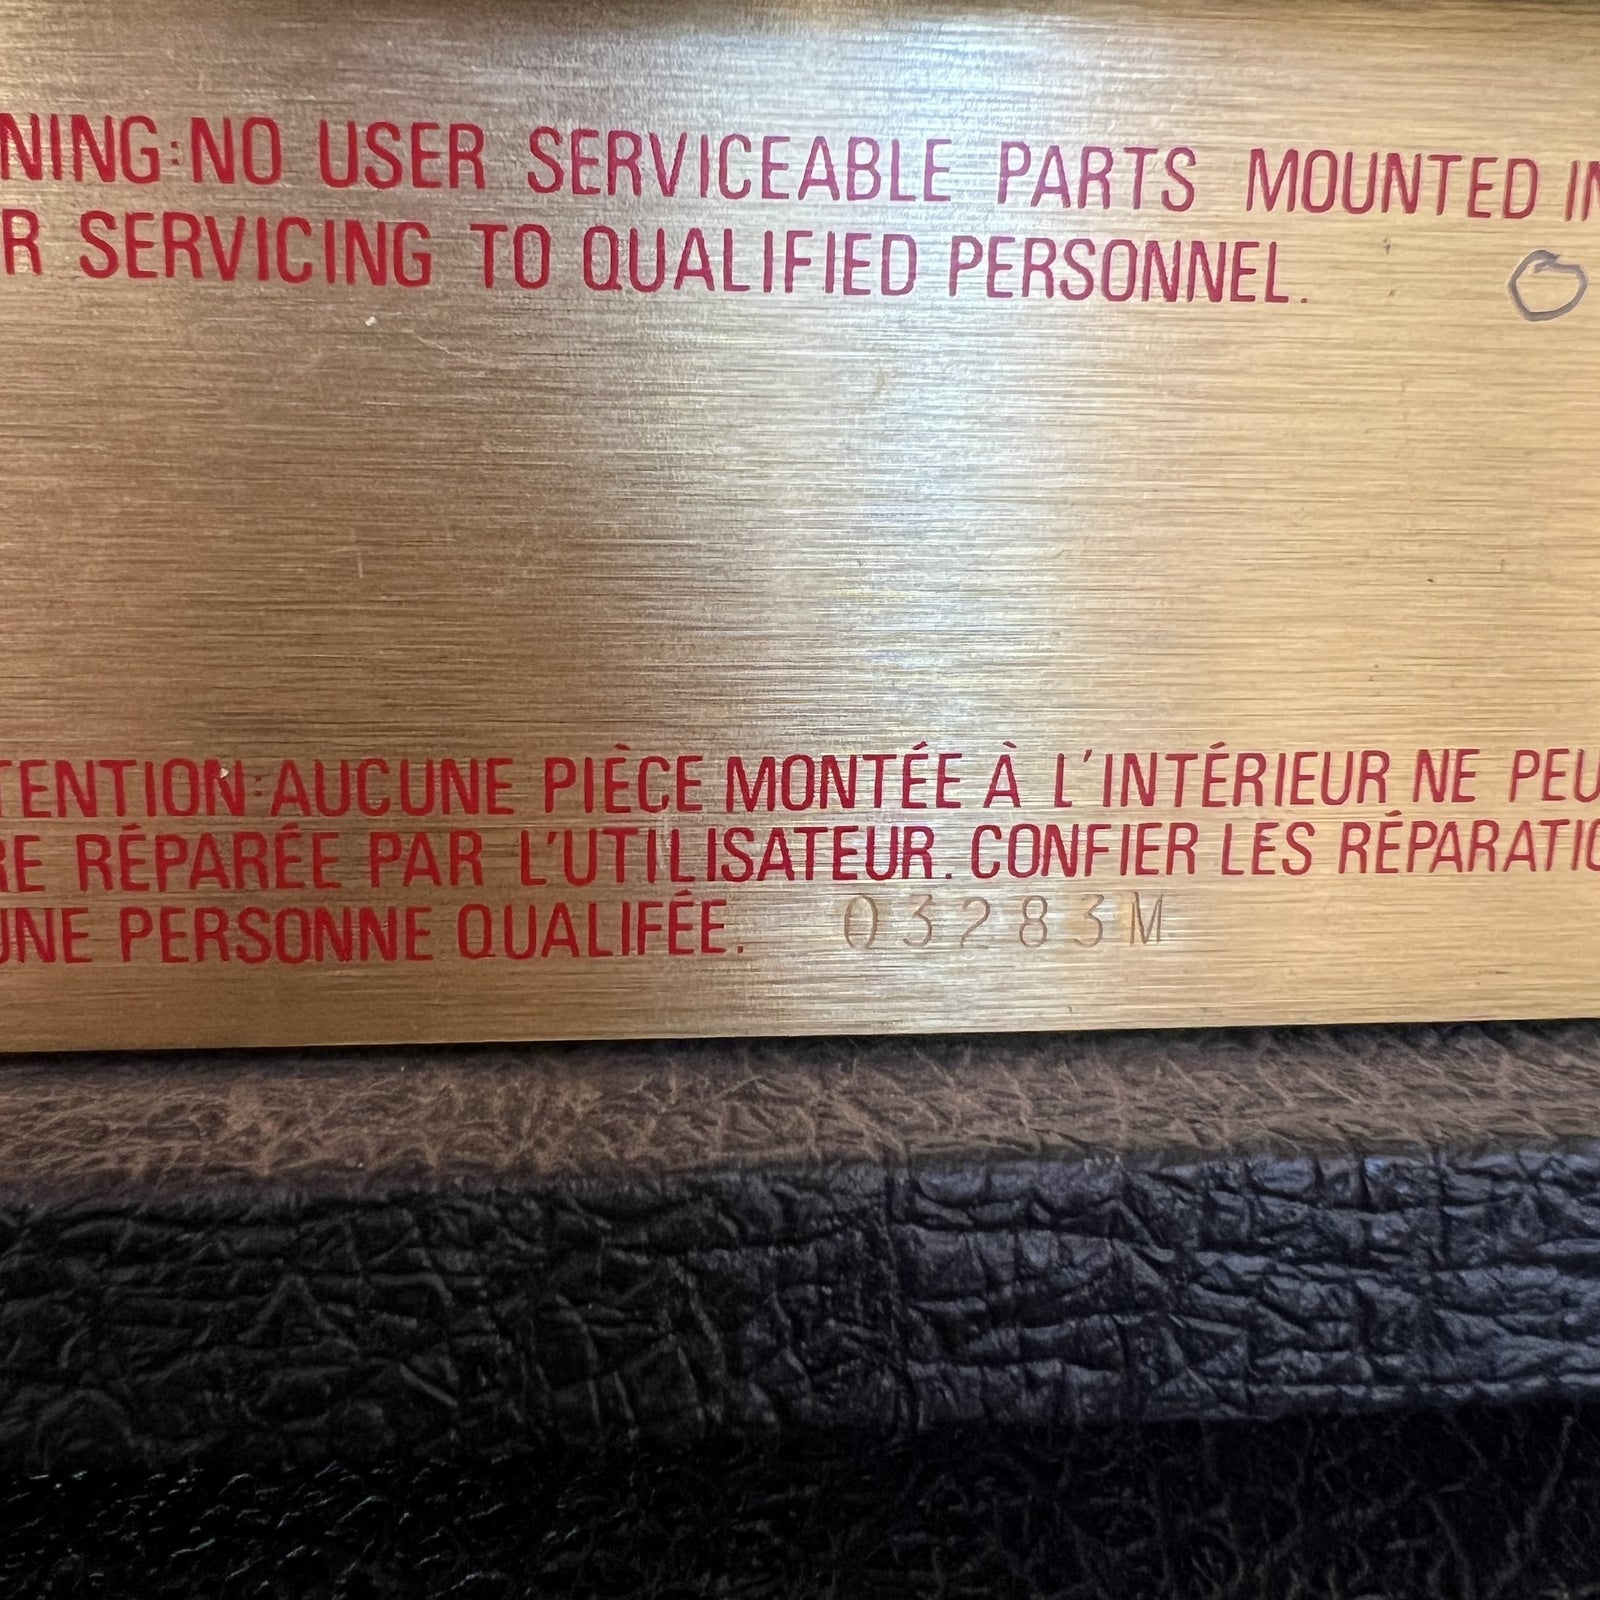 NING:NO USER SERVICEABLE PARTS MOUNTED IN
R SERVICING TO QUALIFIED PERSONNEL.
TENTION:AUCUNE PIÈCE MONTÉE À L'INTÉRIEUR NE PEU
RE RÉPARÉE PAR L'UTILISATEUR. CONFIER LES RÉPARATIO
UNE PERSONNE QUALIFÉE. 03283M